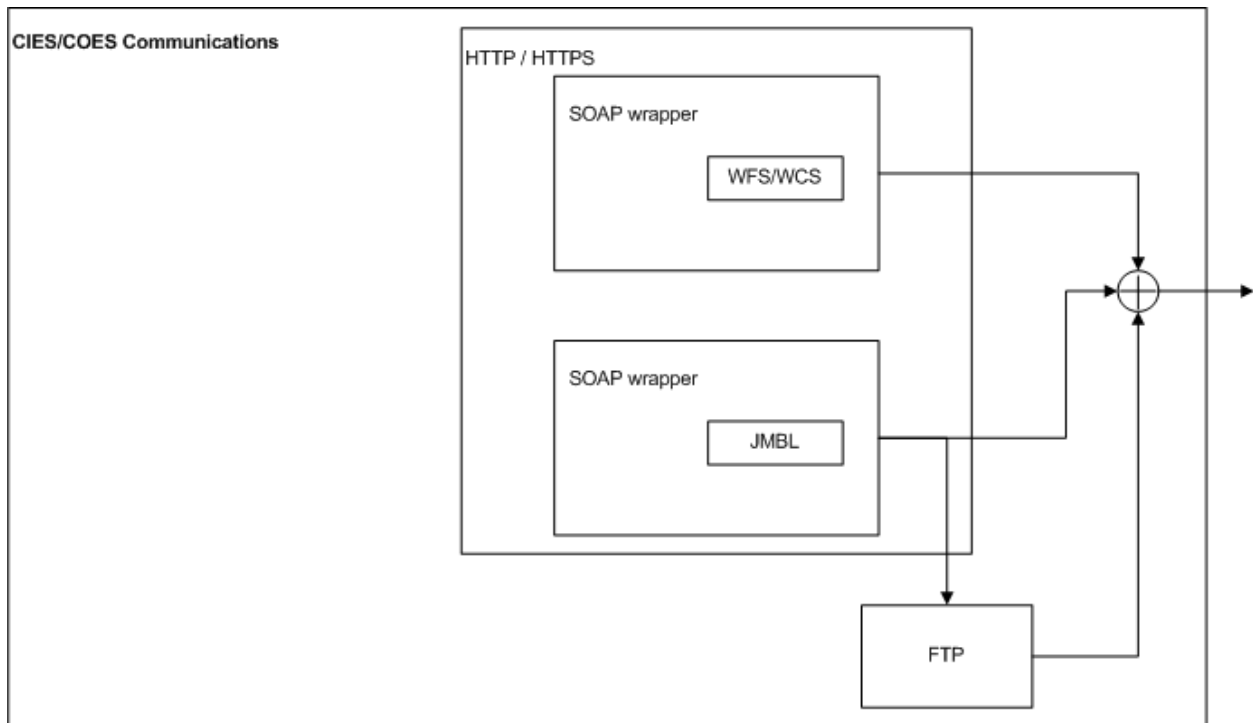 CIES/COES Communications
HTTP / HTTPS
SOAP wrapper
WFS/WCS
SOAP wrapper
JMBL
FTP